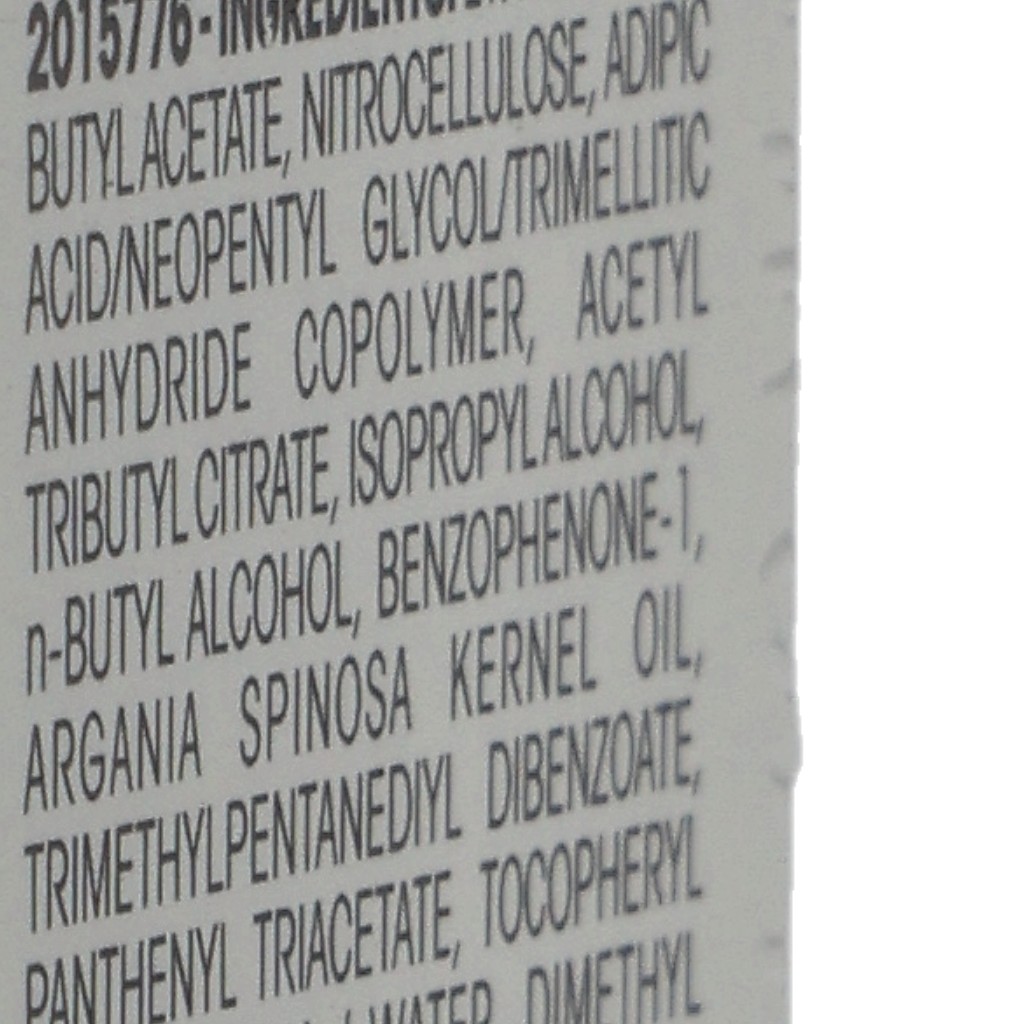 2015776 - INGREDIENTS:
BUTYL ACETATE, NITROCELLULOSE, ADIPIC
ACID/NEOPENTYL GLYCOL/TRIMELLITIC
ANHYDRIDE COPOLYMER, ACETYL
TRIBUTYL CITRATE, ISOPROPYL ALCOHOL,
n-BUTYL ALCOHOL, BENZOPHENONE-1,
ARGANIA SPINOSA KERNEL OIL,
TRIMETHYLPENTANEDIYL DIBENZOATE,
PANTHENYL TRIACETATE, TOCOPHERYL
/ WATER, DIMETHYL